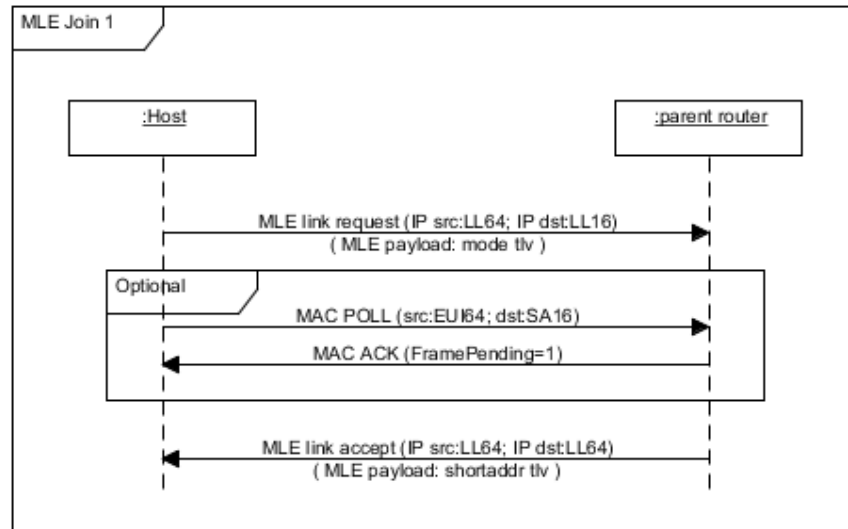 MLE Join 1
:Host
:parent router
MLE link request (IP src:LL64; IP dst:LL16)
( MLE payload: mode tlv )
Optional
MAC POLL (src:EUI64; dst:SA16)
MAC ACK (FramePending=1)
MLE link accept (IP src:LL64; IP dst:LL64)
( MLE payload: shortaddr tlv )